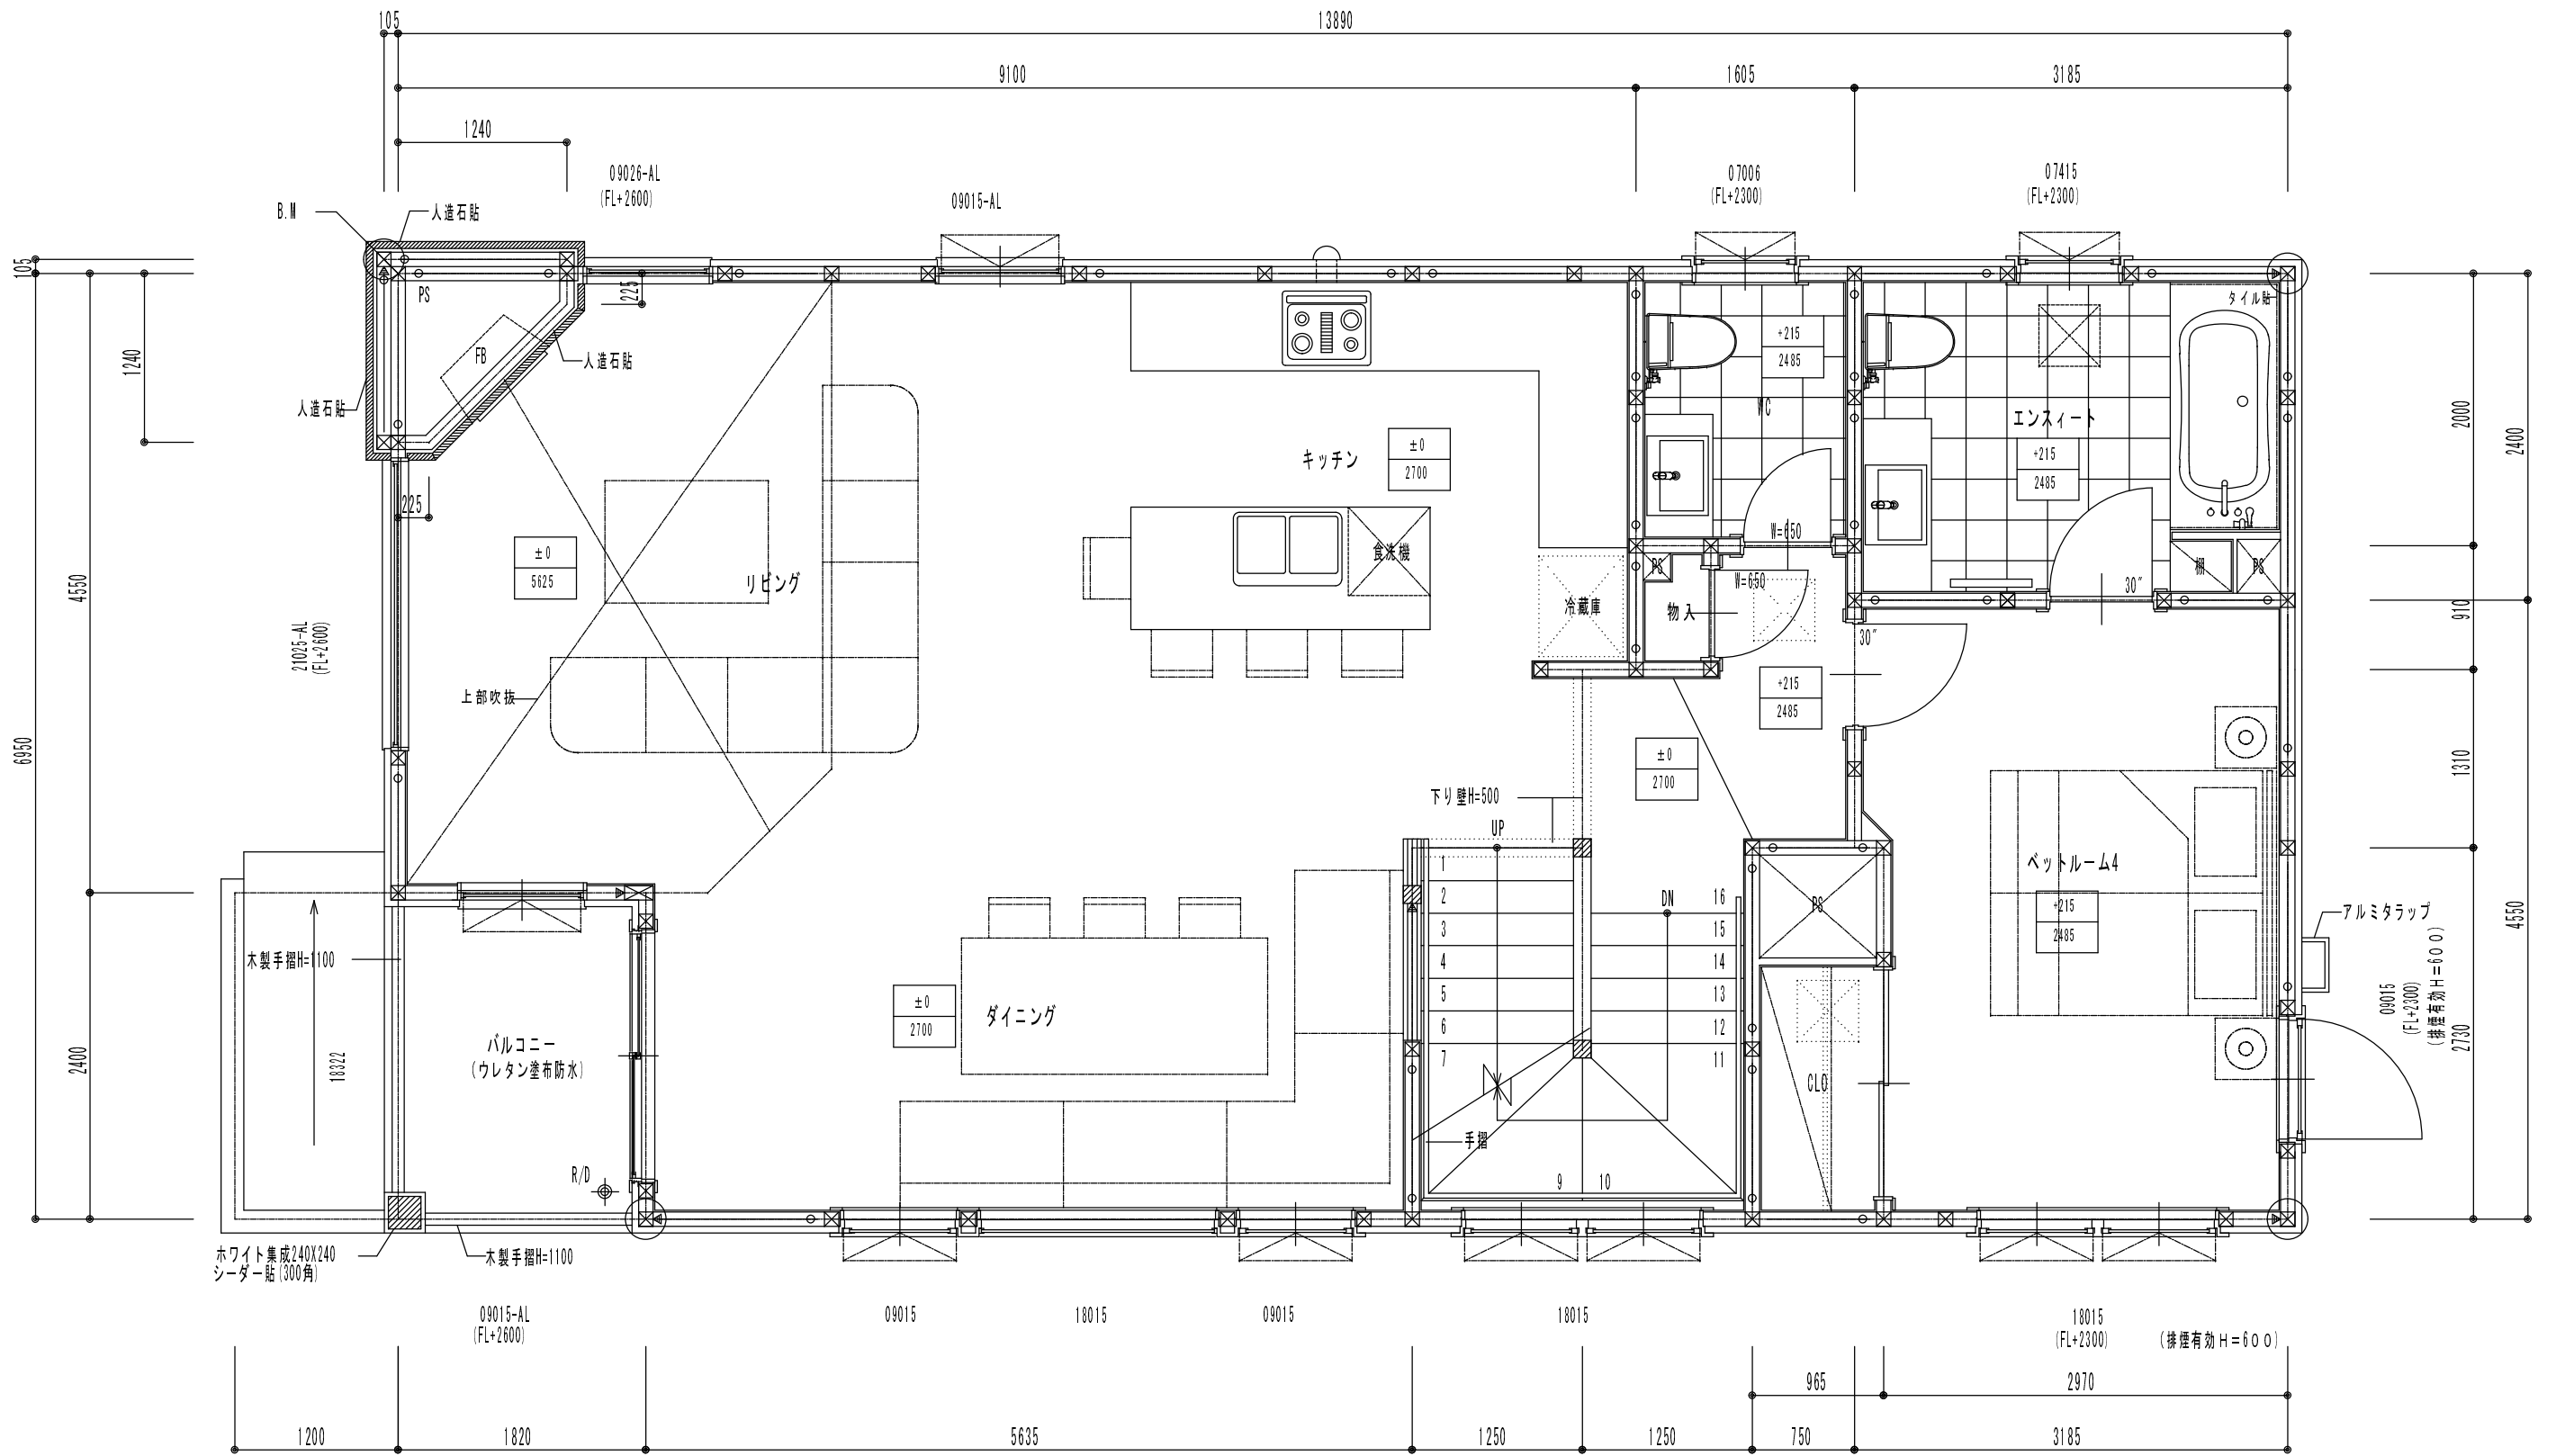 105
13890
9100
1605
3185
1240
09026-AL
(FL+2600)
09015-AL
07006
(FL+2300)
07415
(FL+2300)
B.M
人造石貼
105
PS
225
タイル貼
1240
FB
人造石貼
人造石貼
+215
2485
WC
エンスィート
+215
2485
2000
2400
キッチン
±0
2700
225
W=650
食洗機
PS
W=650
棚
PS
30"
±0
5625
リビング
4550
冷蔵庫
物入
910
30"
21025-AL
(FL+2600)
上部吹抜
+215
2485
6950
±0
2700
1310
下り壁H=500
UP
ベットルーム4
+215
2485
アルミタラップ
4550
1
2
3
4
5
6
7
DN
16
15
14
13
12
11
PS
木製手摺H=1100
±0
2700
ダイニング
09015
(FL+2300)
(排煙有効H=600)
2730
2400
18322
バルコニー
(ウレタン塗布防水)
CLO
手摺
R/D
9
10
ホワイト集成240X240
シーダー貼(300角)
木製手摺H=1100
09015-AL
(FL+2600)
09015
18015
09015
18015
18015
(FL+2300)
(排煙有効H=600)
965
2970
1200
1820
5635
1250
1250
750
3185